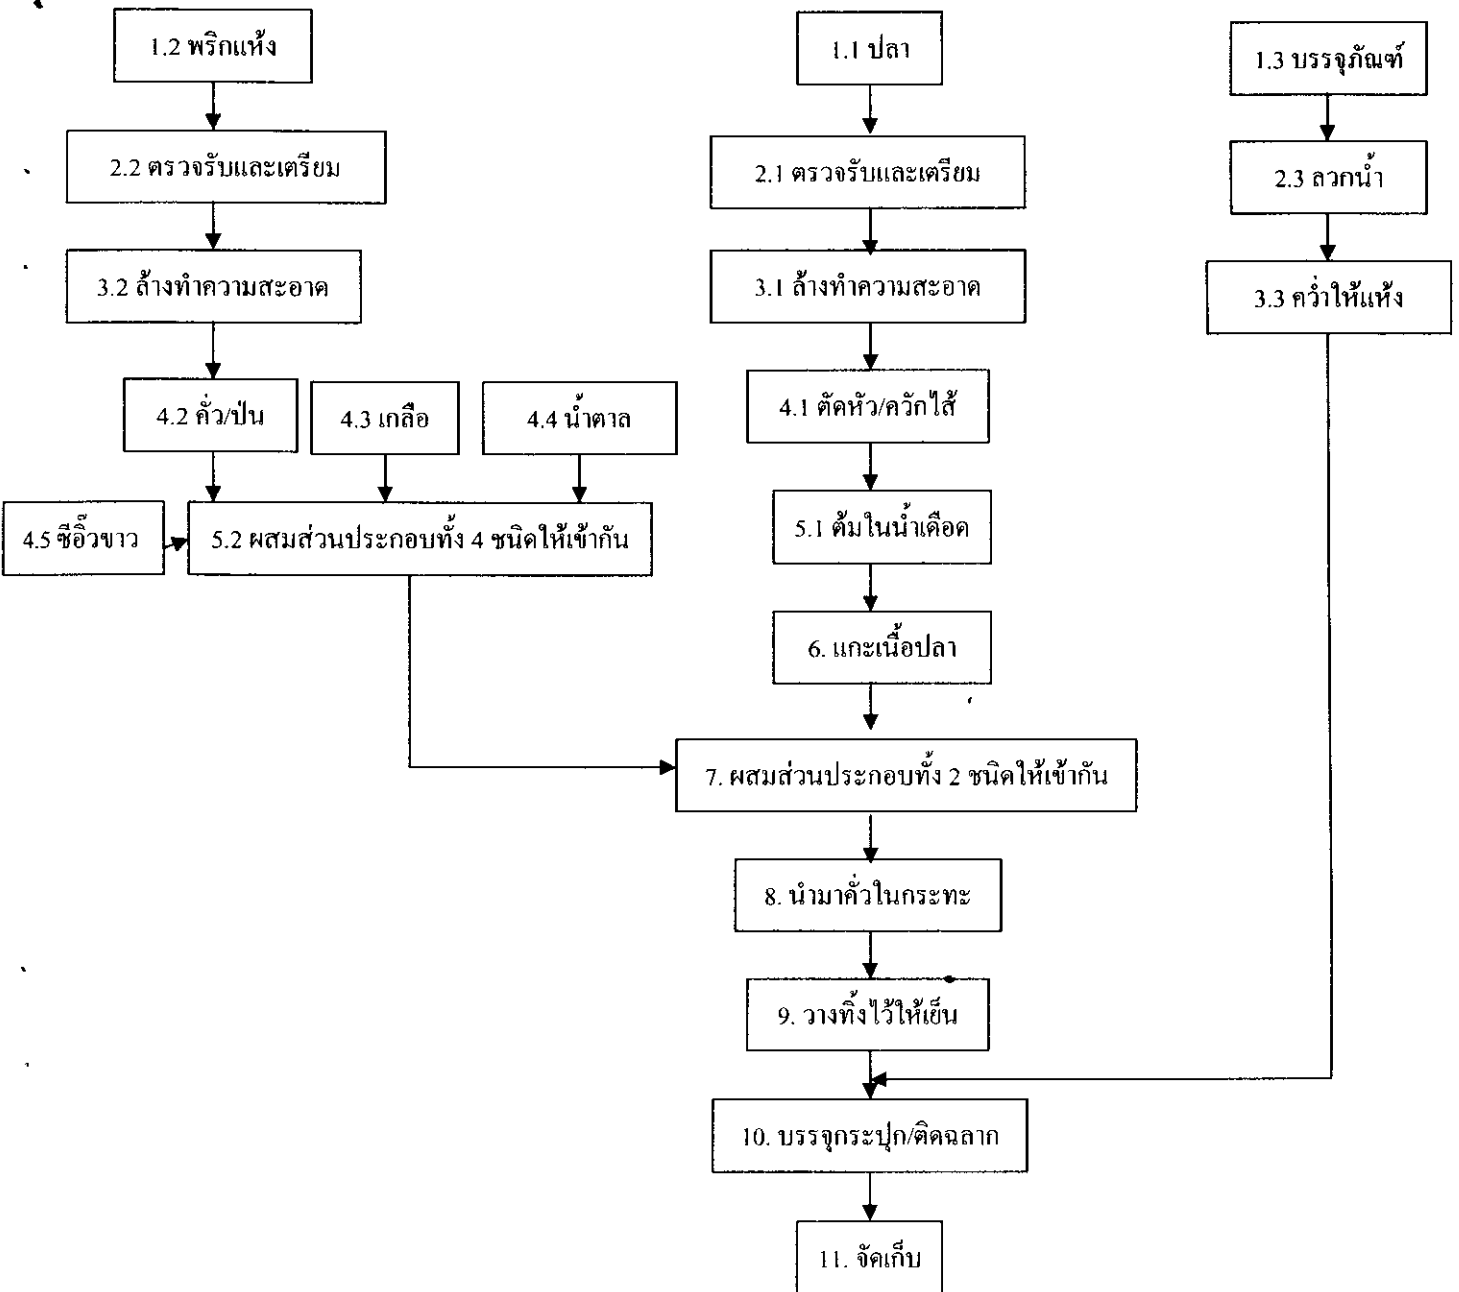 1.2 พริกแห้ง
1.1 ปลา
1.3 บรรจุภัณฑ์
2.2 ตรวจรับและเตรียม
2.1 ตรวจรับและเตรียม
2.3 ลวกน้ำ
3.2 ล้างทำความสะอาด
3.1 ล้างทำความสะอาด
3.3 คว่ำให้แห้ง
4.2 คั่ว/ป่น
4.3 เกลือ
4.4 น้ำตาล
4.1 ตัดหัว/ควักไส้
4.5 ซีอิ๊วขาว
5.2 ผสมส่วนประกอบทั้ง 4 ชนิดให้เข้ากัน
5.1 ต้มในน้ำเดือด
6. แกะเนื้อปลา
7. ผสมส่วนประกอบทั้ง 2 ชนิดให้เข้ากัน
8. นำมาคั่วในกระทะ
9. วางทิ้งไว้ให้เย็น
10. บรรจุกระปุก/ติดฉลาก
11. จัดเก็บ